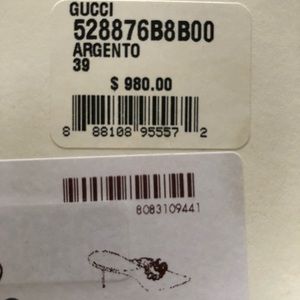 GUCCI
528876B8B00
ARGENTO
39
$ 980.00
8 88108 95557 2
8083109441